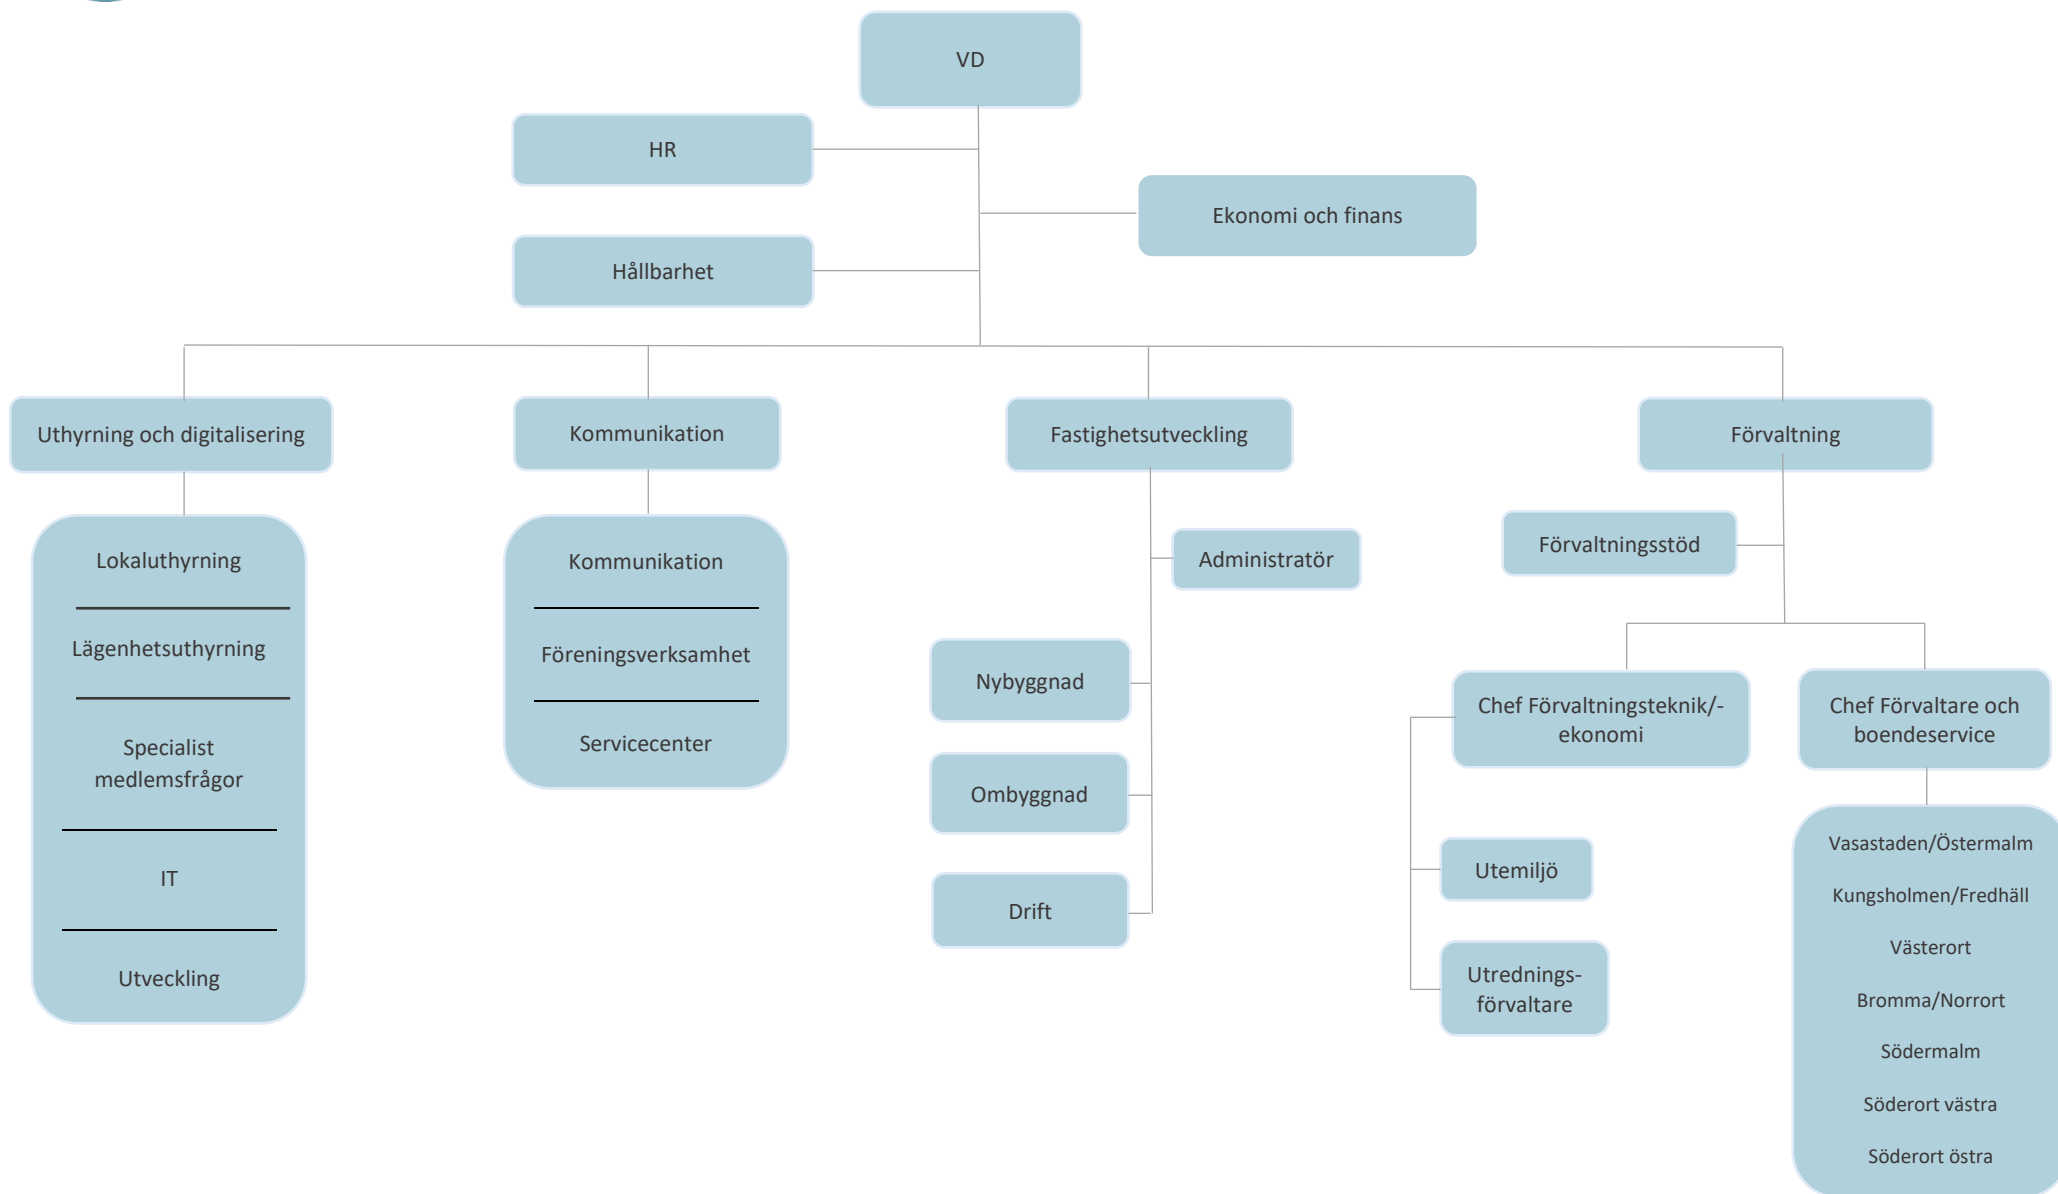 VD
HR
Ekonomi och finans
Hållbarhet
Uthyrning och digitalisering
Kommunikation
Fastighetsutveckling
Förvaltning
Lokaluthyrning
Lägenhetsuthyrning
Specialist
medlemsfrågor
IT
Utveckling
Kommunikation
Föreningsverksamhet
Servicecenter
Administratör
Nybyggnad
Ombyggnad
Drift
Förvaltningsstöd
Chef Förvaltningsteknik/-
ekonomi
Utemiljö
Utrednings-
förvaltare
Chef Förvaltare och
boendeservice
Vasastaden/Östermalm
Kungsholmen/Fredhäll
Västerort
Bromma/Norrort
Södermalm
Söderort västra
Söderort östra